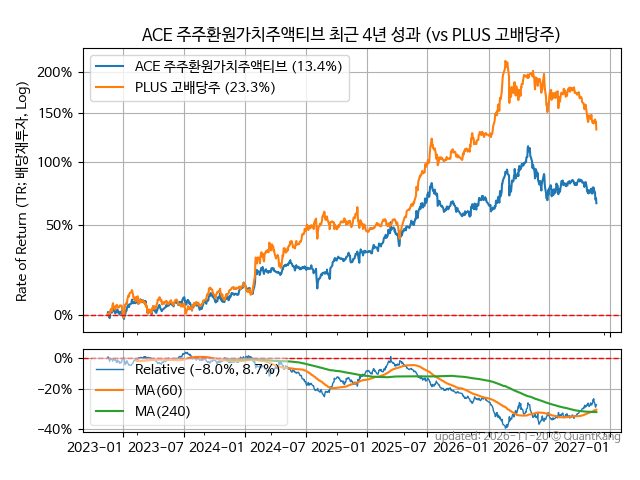 ACE 주주환원가치주액티브 최근 4년 성과 (vs PLUS 고배당주)
ACE 주주환원가치주액티브 (13.4%)
PLUS 고배당주 (23.3%)
Rate of Return (TR: 배당재투자, Log)
200%
150%
100%
50%
0%
Relative (−8.0%, 8.7%)
MA(60)
MA(240)
0%
−20%
−40%
2023−01 2023−07 2024−01 2024−07 2025−01 2025−07 2026−01 2026−07 2027−01
updated: 2026−11−20 © QuantKang